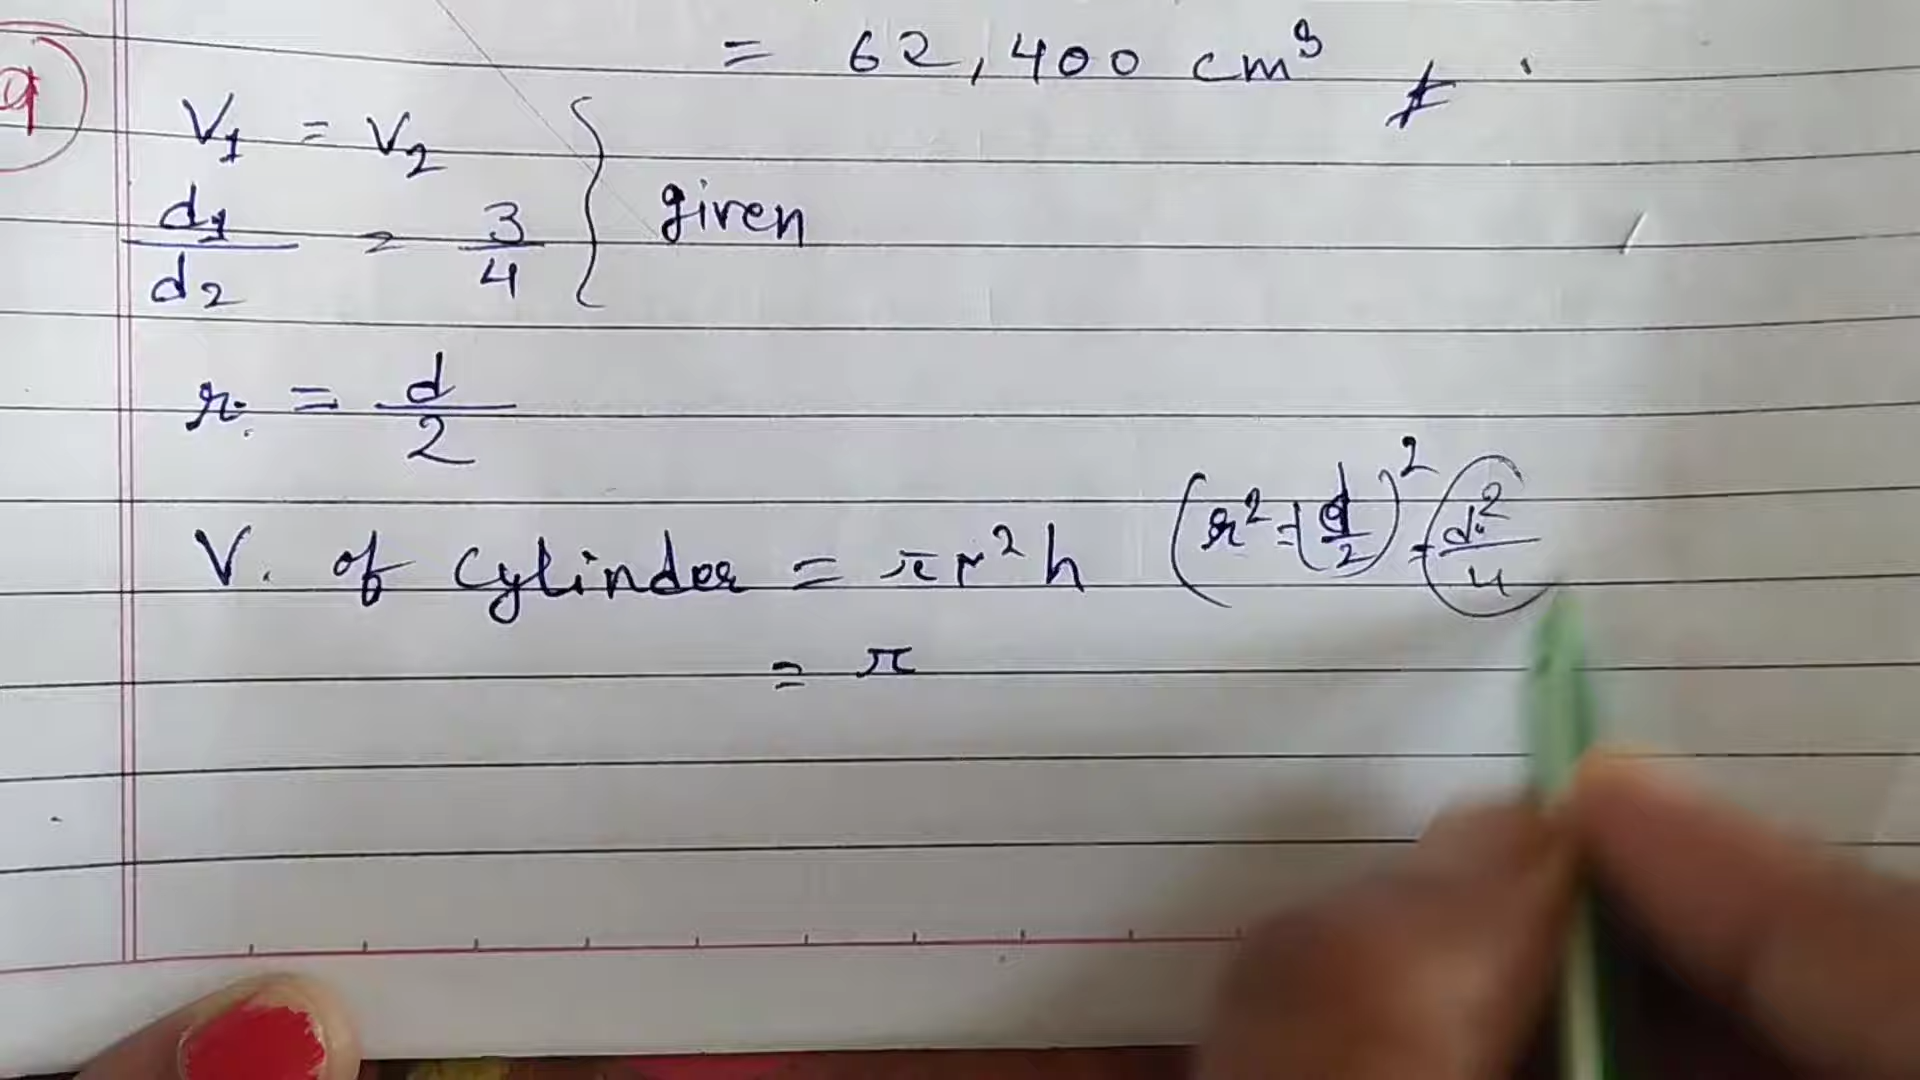 = 62,400 cm³
9
V₁ = V₂
d₁/d₂ = 3/4 } given
r = d/2
V. of cylinder = πr²h (r² = (d/2)² = d²/4
= π